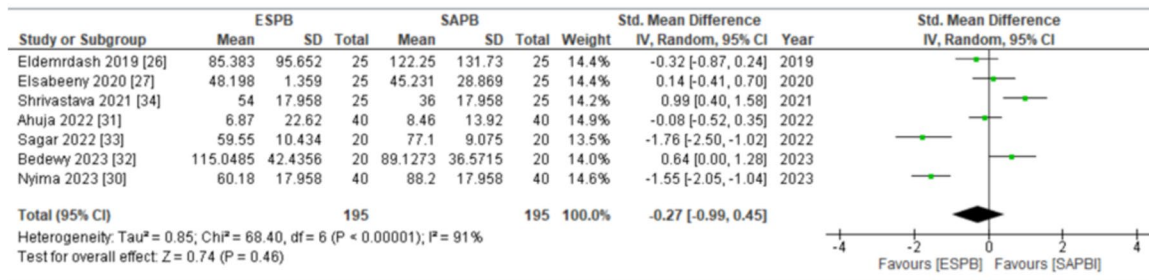 ESPB SAPB Std. Mean Difference Std. Mean Difference
Study or Subgroup Mean SD Total Mean SD Total Weight IV, Random, 95% CI Year IV, Random, 95% CI
Eldemrdash 2019 [26] 85.383 95.652 25 122.25 131.73 25 14.4% -0.32 [-0.87, 0.24] 2019
Elsabeeny 2020 [27] 48.198 1.359 25 45.231 28.869 25 14.4% 0.14 [-0.41, 0.70] 2020
Shrivastava 2021 [34] 54 17.958 25 36 17.958 25 14.2% 0.99 [0.40, 1.58] 2021
Ahuja 2022 [31] 6.87 22.62 40 8.46 13.92 40 14.9% -0.08 [-0.52, 0.35] 2022
Sagar 2022 [33] 59.55 10.434 20 77.1 9.075 20 13.5% -1.76 [-2.50, -1.02] 2022
Bedewy 2023 [32] 115.0485 42.4356 20 89.1273 36.5715 20 14.0% 0.64 [0.00, 1.28] 2023
Nyima 2023 [30] 60.18 17.958 40 88.2 17.958 40 14.6% -1.55 [-2.05, -1.04] 2023
Total (95% CI) 195 195 100.0% -0.27 [-0.99, 0.45]
Heterogeneity: Tau² = 0.85; Chi² = 68.40, df = 6 (P < 0.00001); I² = 91%
Test for overall effect: Z = 0.74 (P = 0.46)
-4 -2 0 2 4
Favours [ESPB] Favours [SAPBI]